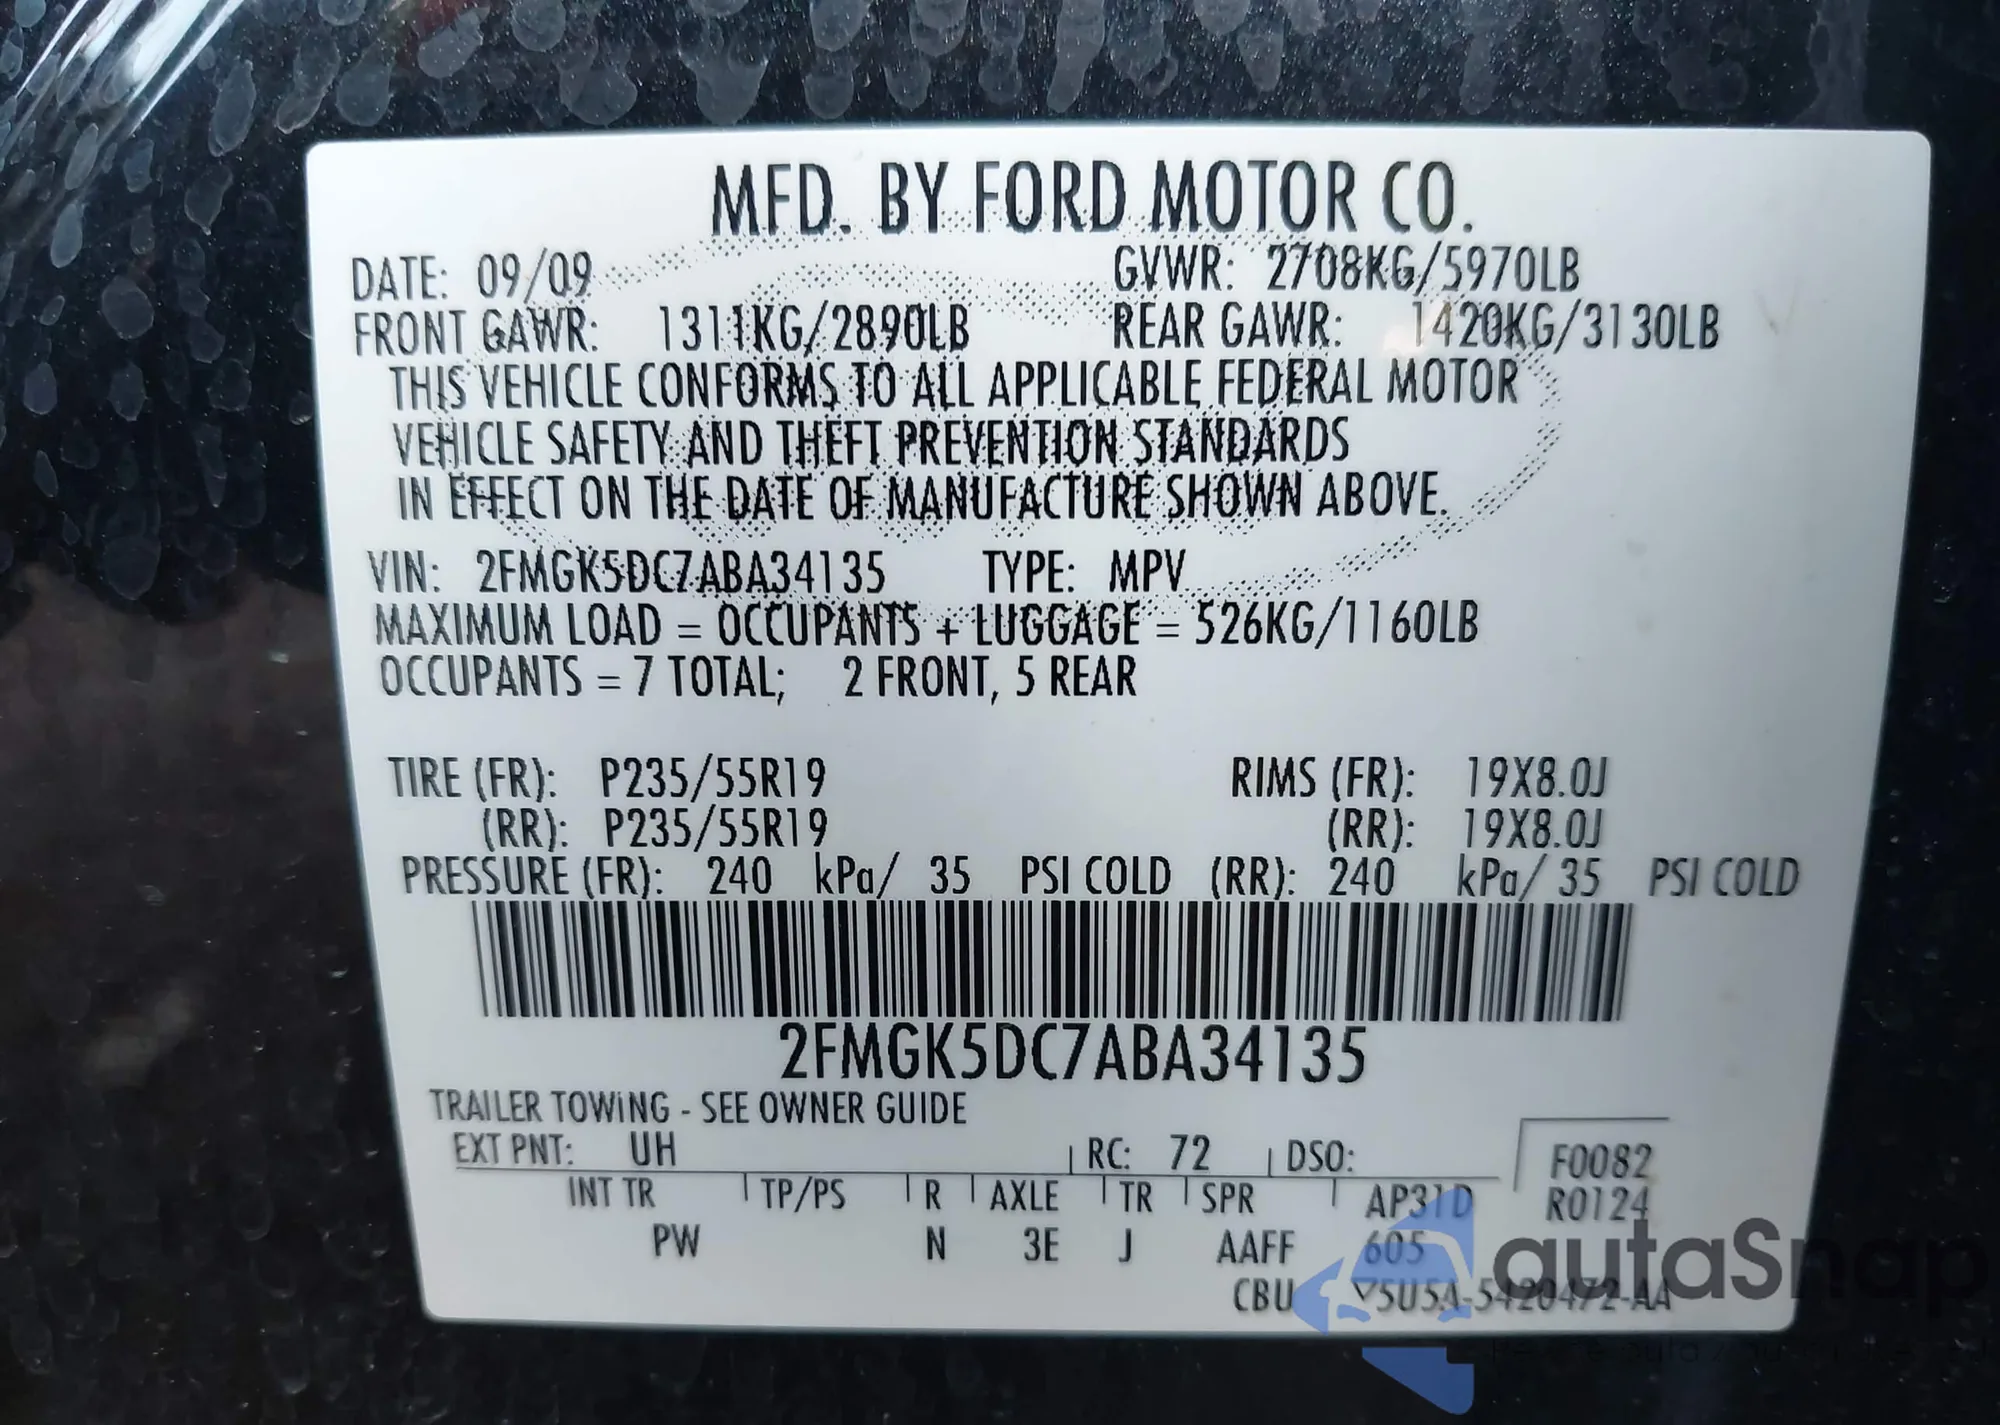 MFD. BY FORD MOTOR CO.
DATE: 09/09 GVWR: 2708KG/5970LB
FRONT GAWR: 1311KG/2890LB REAR GAWR: 1420KG/3130LB
THIS VEHICLE CONFORMS TO ALL APPLICABLE FEDERAL MOTOR
VEHICLE SAFETY AND THEFT PREVENTION STANDARDS
IN EFFECT ON THE DATE OF MANUFACTURE SHOWN ABOVE.
VIN: 2FMGK5DC7ABA34135 TYPE: MPV
MAXIMUM LOAD = OCCUPANTS + LUGGAGE = 526KG/1160LB
OCCUPANTS = 7 TOTAL; 2 FRONT, 5 REAR
TIRE (FR): P235/55R19 RIMS (FR): 19X8.0J
(RR): P235/55R19 (RR): 19X8.0J
PRESSURE (FR): 240 kPa/ 35 PSI COLD (RR): 240 kPa/ 35 PSI COLD
2FMGK5DC7ABA34135
TRAILER TOWING - SEE OWNER GUIDE
EXT PNT: UH RC: 72 DSO: F0082
INT TR TP/PS R AXLE TR SPR AP31D R0124
PW N 3E J AAFF 605
CBU 5U5A-5420472-AA
autaSnap